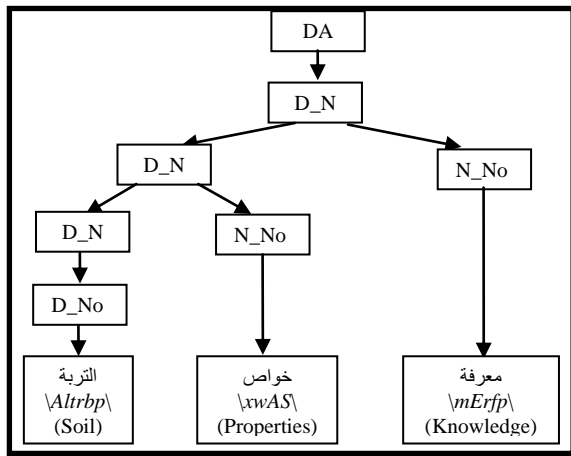 DA
D_N
D_N
N_No
D_N
N_No
D_No
التربة
\Altrbp\
(Soil)
خواص
\xwAS\
(Properties)
معرفة
\mErfp\
(Knowledge)